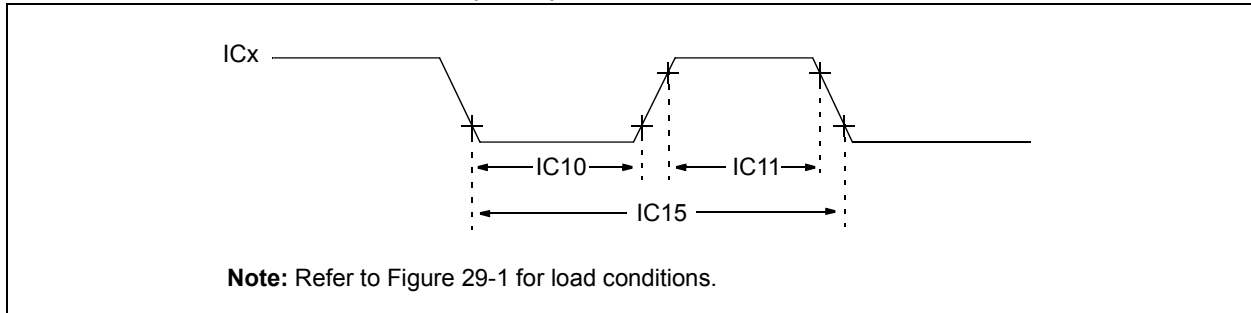 ICx
IC10
IC11
IC15
Note: Refer to Figure 29-1 for load conditions.